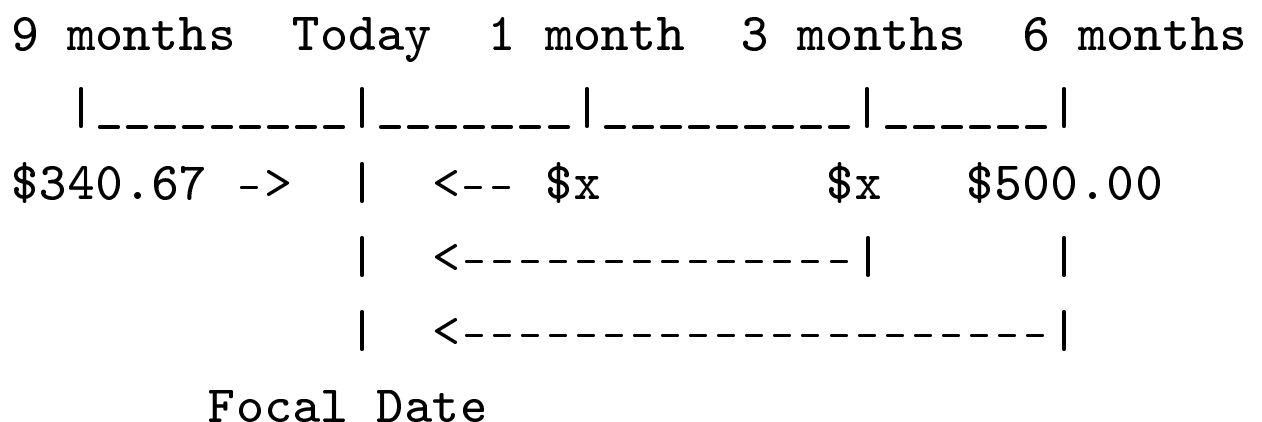 9 months  Today  1 month  3 months  6 months
  |_________|_______|_________|______|
$340.67 ->  |  <-- $x        $x   $500.00
            |  <--------------|      |
            |  <---------------------|
       Focal Date